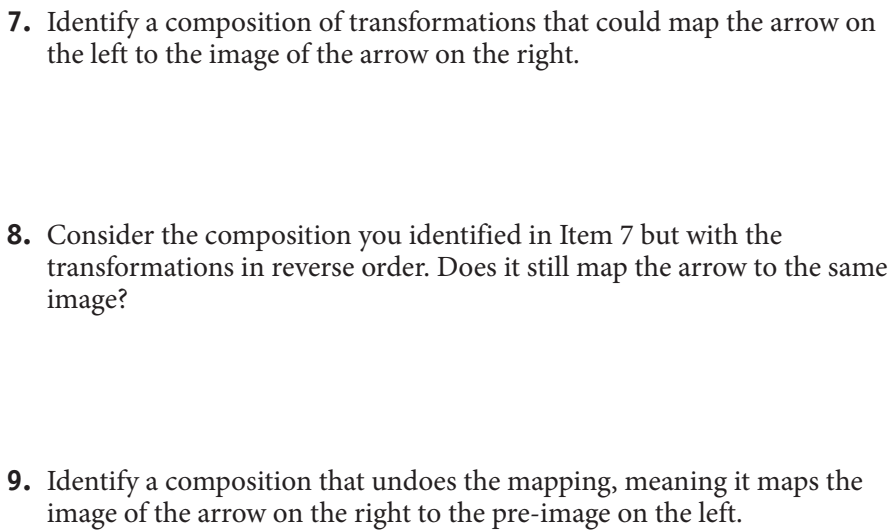 7. Identify a composition of transformations that could map the arrow on
the left to the image of the arrow on the right.
8. Consider the composition you identified in Item 7 but with the
transformations in reverse order. Does it still map the arrow to the same
image?
9. Identify a composition that undoes the mapping, meaning it maps the
image of the arrow on the right to the pre-image on the left.